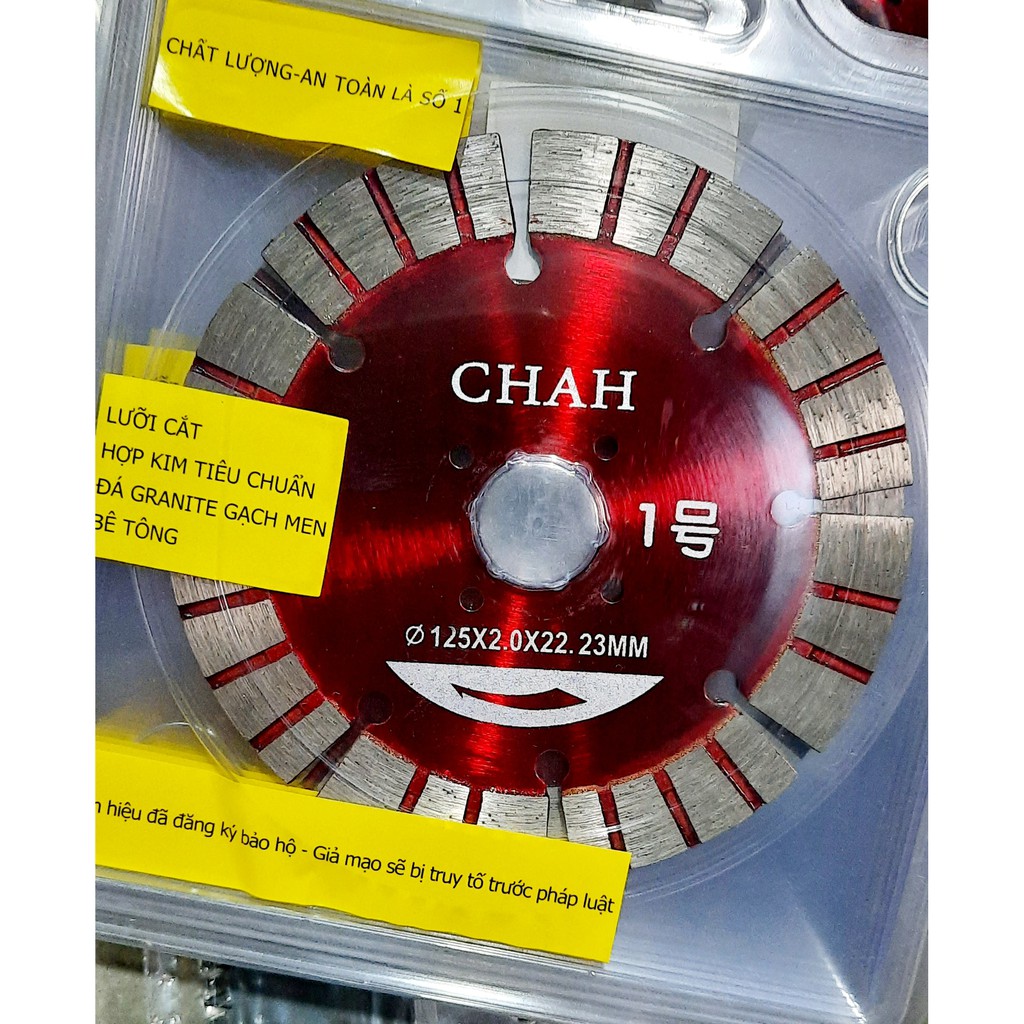 CHẤT LƯỢNG-AN TOÀN LÀ SỐ 1
CHAH
LƯỠI CẮT
HỢP KIM TIÊU CHUẨN
ĐÁ GRANITE GẠCH MEN
BÊ TÔNG
1号
Ø125X2.0X22.23MM
hiệu đã đăng ký bảo hộ - Giả mạo sẽ bị truy tố trước pháp luật